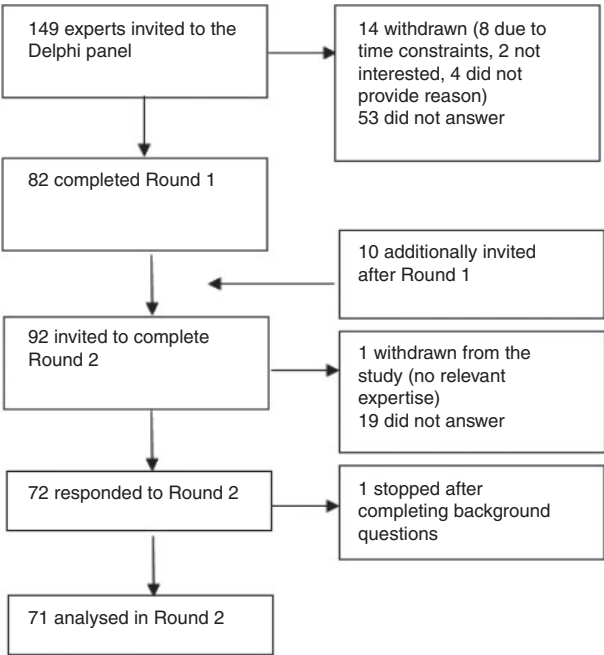 149 experts invited to the
Delphi panel
14 withdrawn (8 due to
time constraints, 2 not
interested, 4 did not
provide reason)
53 did not answer
82 completed Round 1
10 additionally invited
after Round 1
92 invited to complete
Round 2
1 withdrawn from the
study (no relevant
expertise)
19 did not answer
72 responded to Round 2
1 stopped after
completing background
questions
71 analysed in Round 2